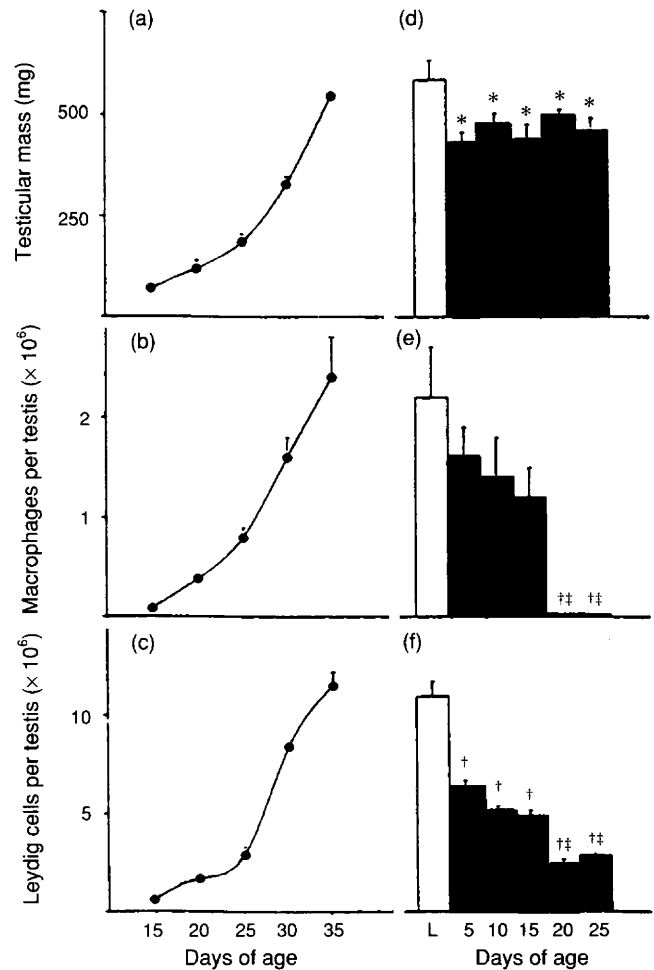 (a)
Testicular mass (mg)
500
250
(d)
* * * * *
(b)
Macrophages per testis (× 10⁶)
2
1
(e)
†‡ †‡
(c)
Leydig cells per testis (× 10⁶)
10
5
15 20 25 30 35
Days of age
(f)
† † † †‡ †‡
L 5 10 15 20 25
Days of age